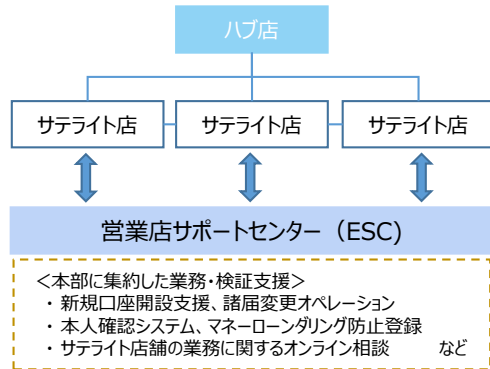 ハブ店
サテライト店 サテライト店 サテライト店
営業店サポートセンター（ESC)
＜本部に集約した業務・検証支援＞
・新規口座開設支援、諸届変更オペレーション
・本人確認システム、マネーローンダリング防止登録
・サテライト店舗の業務に関するオンライン相談 など